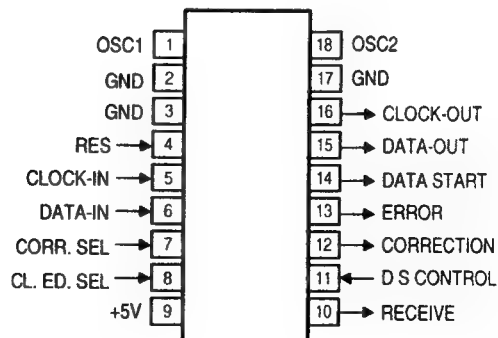 OSC1 1 18 OSC2
GND 2 17 GND
GND 3 16 CLOCK-OUT
RES 4 15 DATA-OUT
CLOCK-IN 5 14 DATA START
DATA-IN 6 13 ERROR
CORR. SEL 7 12 CORRECTION
CL. ED. SEL 8 11 D S CONTROL
+5V 9 10 RECEIVE